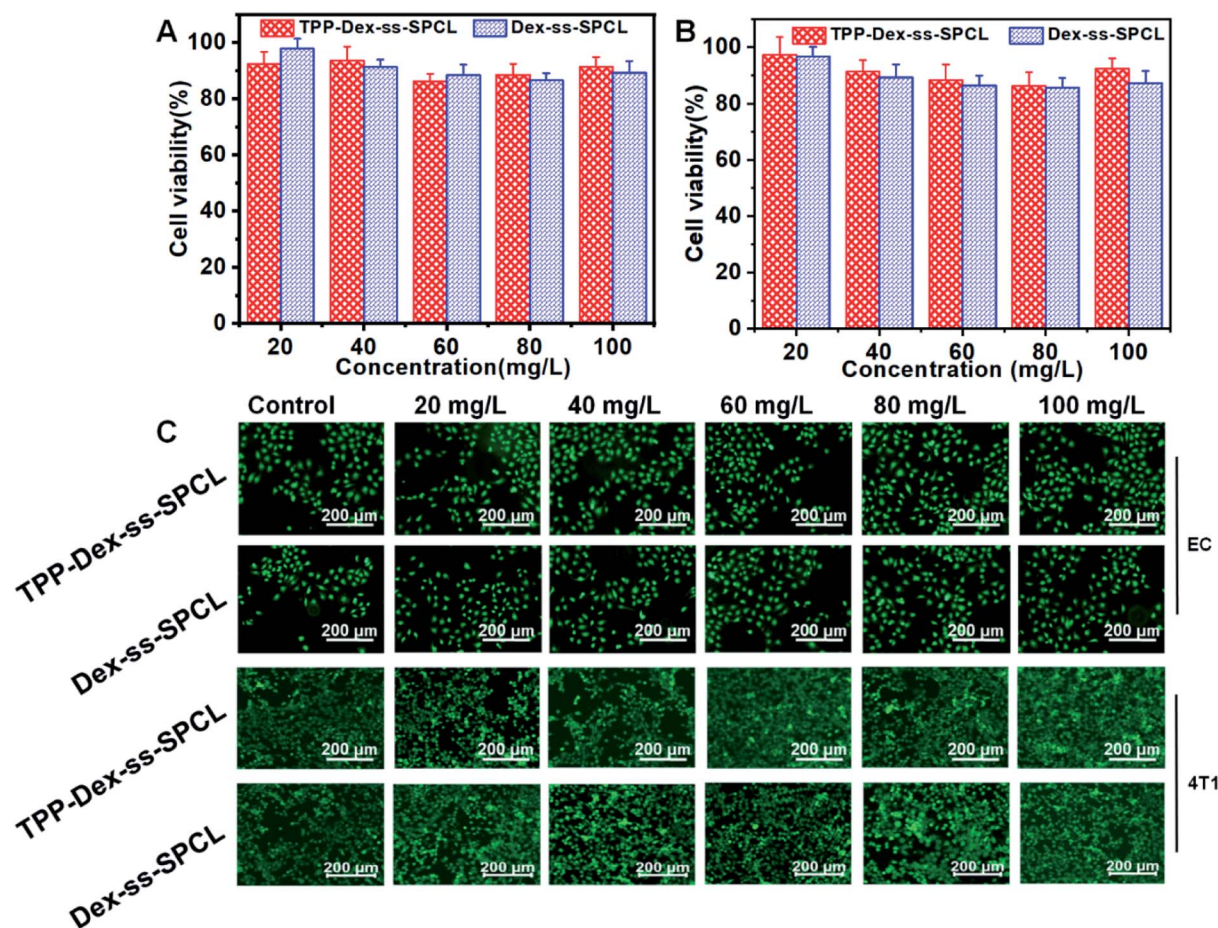 A
TPP-Dex-ss-SPCL
Dex-ss-SPCL
Cell viability(%)
100
80
60
40
20
0
20
40
60
80
100
Concentration(mg/L)
B
TPP-Dex-ss-SPCL
Dex-ss-SPCL
Cell viability(%)
100
80
60
40
20
0
20
40
60
80
100
Concentration (mg/L)
C
Control
20 mg/L
40 mg/L
60 mg/L
80 mg/L
100 mg/L
TPP-Dex-ss-SPCL
200 µm
200 µm
200 µm
200 µm
200 µm
200 µm
EC
Dex-ss-SPCL
200 µm
200 µm
200 µm
200 µm
200 µm
200 µm
TPP-Dex-ss-SPCL
200 µm
200 µm
200 µm
200 µm
200 µm
200 µm
4T1
Dex-ss-SPCL
200 µm
200 µm
200 µm
200 µm
200 µm
200 µm